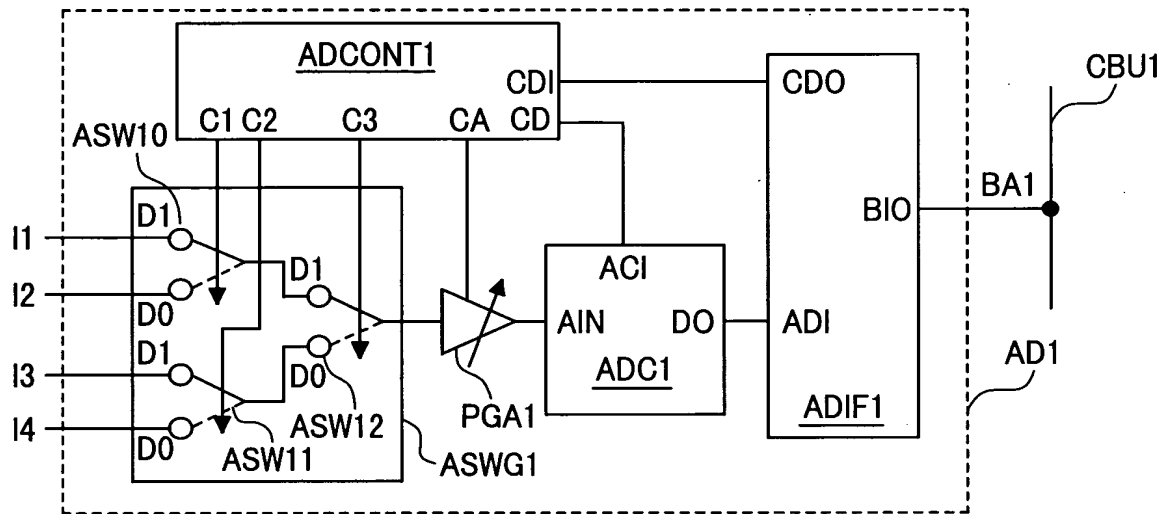 ADCONT1
CBU1
CDI
CDO
C1 C2 C3 CA CD
ASW10
BA1
D1
BIO
I1
ACI
D1
I2
D0
AIN DO ADI
D1
I3
D0
ADC1
AD1
PGA1
ADIF1
I4
ASW12
D0
ASW11
ASWG1